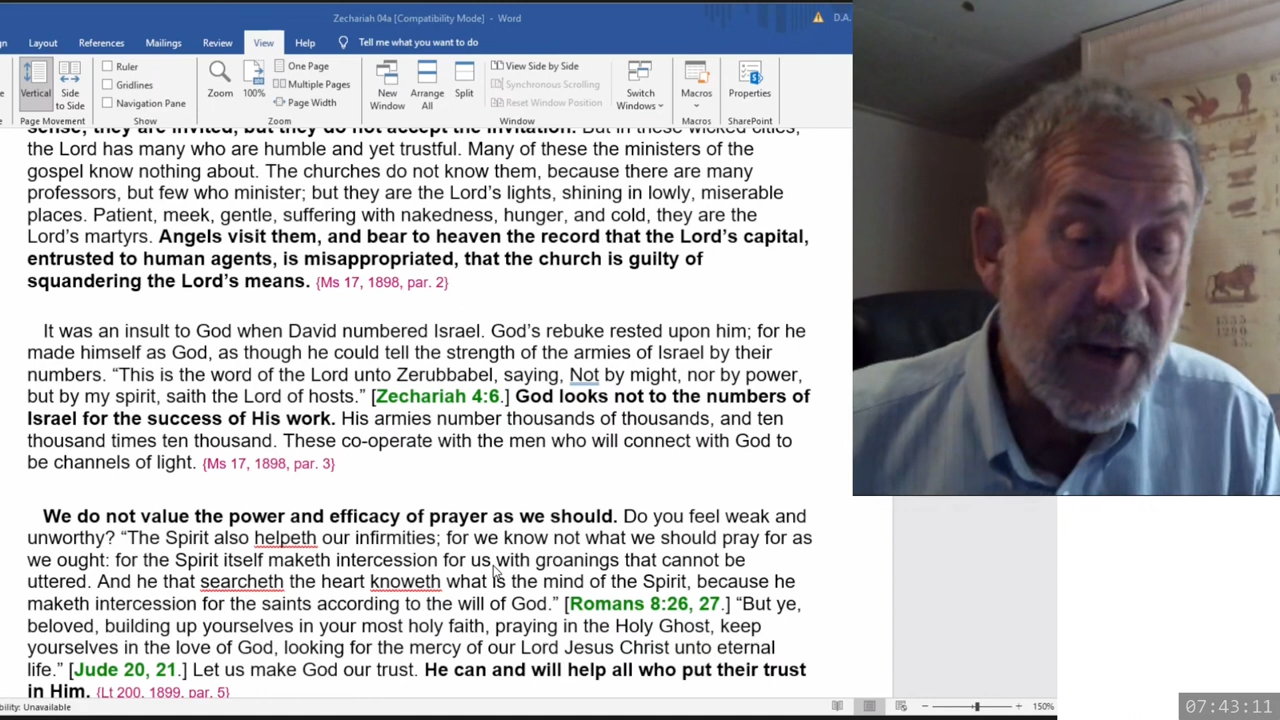 Zechariah 04a [Compatibility Mode] - Word
D.A.
Layout References Mailings Review View Help Tell me what you want to do
Vertical
Side to Side
Page Movement
Ruler
Gridlines
Navigation Pane
Show
Zoom
100%
One Page
Multiple Pages
Page Width
Zoom
New Window
Arrange All
Split
View Side by Side
Synchronous Scrolling
Reset Window Position
Window
Switch Windows
Macros
Macros
Properties
SharePoint
sense, they are invited, but they do not accept the invitation. But in these wicked cities,
the Lord has many who are humble and yet trustful. Many of these the ministers of the
gospel know nothing about. The churches do not know them, because there are many
professors, but few who minister; but they are the Lord’s lights, shining in lowly, miserable
places. Patient, meek, gentle, suffering with nakedness, hunger, and cold, they are the
Lord’s martyrs. Angels visit them, and bear to heaven the record that the Lord’s capital,
entrusted to human agents, is misappropriated, that the church is guilty of
squandering the Lord’s means. {Ms 17, 1898, par. 2}
It was an insult to God when David numbered Israel. God’s rebuke rested upon him; for he
made himself as God, as though he could tell the strength of the armies of Israel by their
numbers. “This is the word of the Lord unto Zerubbabel, saying, Not by might, nor by power,
but by my spirit, saith the Lord of hosts.” [Zechariah 4:6.] God looks not to the numbers of
Israel for the success of His work. His armies number thousands of thousands, and ten
thousand times ten thousand. These co-operate with the men who will connect with God to
be channels of light. {Ms 17, 1898, par. 3}
We do not value the power and efficacy of prayer as we should. Do you feel weak and
unworthy? “The Spirit also helpeth our infirmities; for we know not what we should pray for as
we ought: for the Spirit itself maketh intercession for us with groanings that cannot be
uttered. And he that searcheth the heart knoweth what is the mind of the Spirit, because he
maketh intercession for the saints according to the will of God.” [Romans 8:26, 27.] “But ye,
beloved, building up yourselves in your most holy faith, praying in the Holy Ghost, keep
yourselves in the love of God, looking for the mercy of our Lord Jesus Christ unto eternal
life.” [Jude 20, 21.] Let us make God our trust. He can and will help all who put their trust
in Him. {Lt 200, 1899, par. 5}
bility: Unavailable
150%
07:43:11